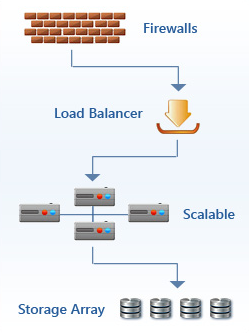 Firewalls
Load Balancer
Scalable
Storage Array